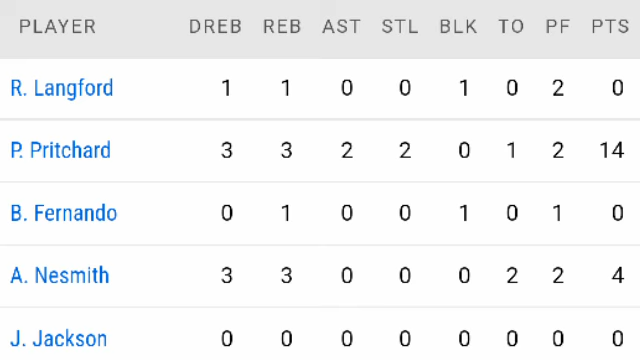 PLAYER DREB REB AST STL BLK TO PF PTS
R. Langford 1 1 0 0 1 0 2 0
P. Pritchard 3 3 2 2 0 1 2 14
B. Fernando 0 1 0 0 1 0 1 0
A. Nesmith 3 3 0 0 0 2 2 4
J. Jackson 0 0 0 0 0 0 0 0